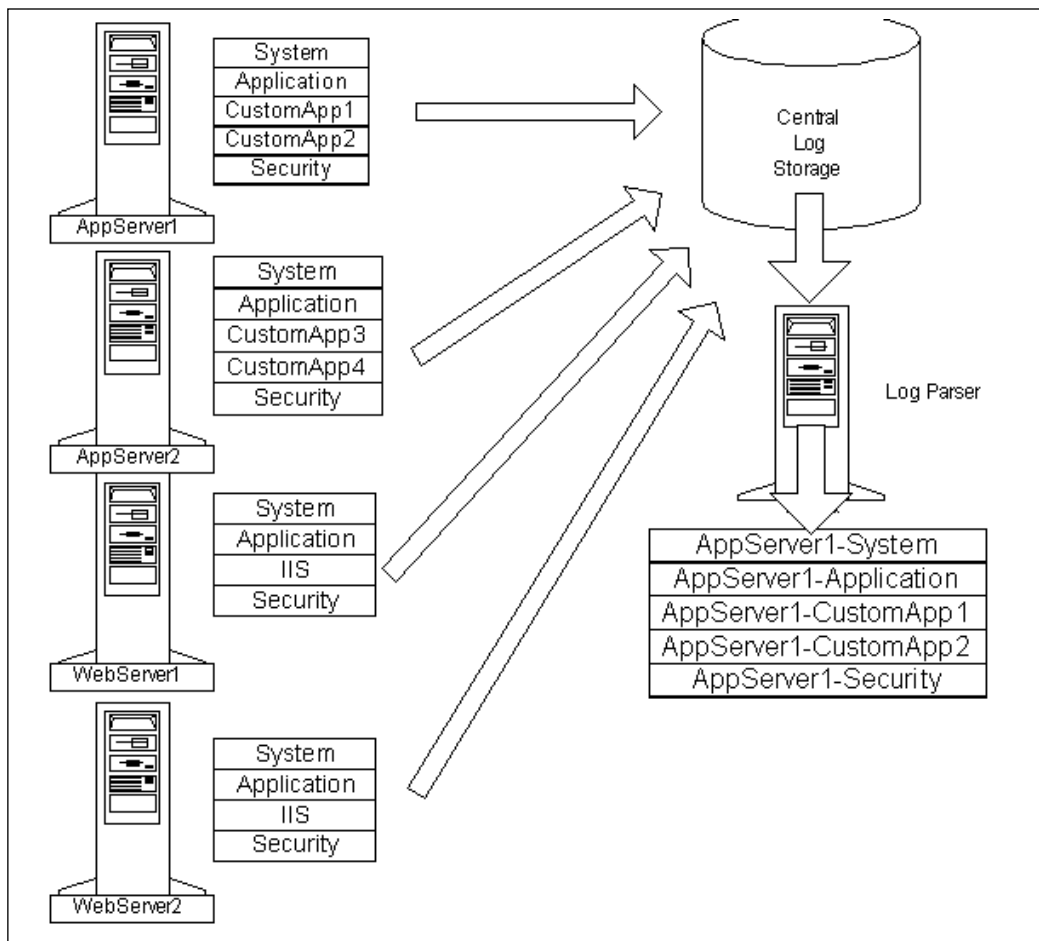 System
Application
CustomApp1
CustomApp2
Security
AppServer1
System
Application
CustomApp3
CustomApp4
Security
AppServer2
System
Application
IIS
Security
WebServer1
System
Application
IIS
Security
WebServer2
Central
Log
Storage
Log Parser
AppServer1-System
AppServer1-Application
AppServer1-CustomApp1
AppServer1-CustomApp2
AppServer1-Security